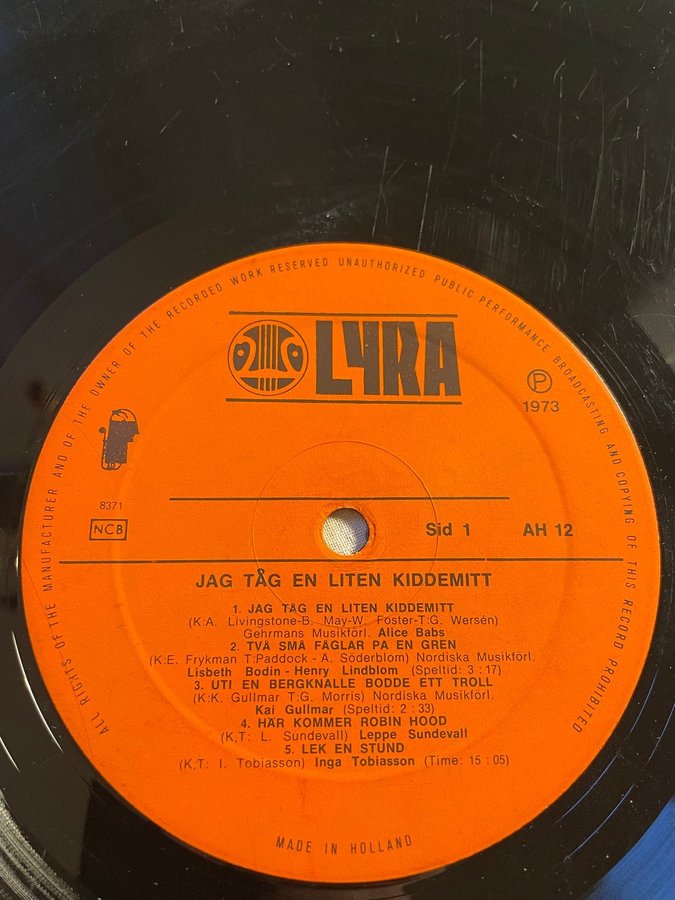 ALL RIGHTS OF THE MANUFACTURER AND OF THE OWNER OF THE RECORDED WORK RESERVED UNAUTHORIZED PUBLIC PERFORMANCE BROADCASTING AND COPYING OF THIS RECORD PROHIBITED
LYRA
P
1973
8371
NCB
Sid 1
AH 12
JAG TÅG EN LITEN KIDDEMITT
1. JAG TÅG EN LITEN KIDDEMITT
(K:A. Livingstone-B. May-W. Foster-T:G. Wersén)
Gehrmans Musikförl. Alice Babs
2. TVÅ SMÅ FÅGLAR PÅ EN GREN
(K:E. Frykman T:Paddock - A. Söderblom) Nordiska Musikförl.
Lisbeth Bodin - Henry Lindblom (Speltid: 3 : 17)
3. UTI EN BERGKNALLE BODDE ETT TROLL
(K:K. Gullmar T:G. Morris) Nordiska Musikförl.
Kai Gullmar (Speltid: 2 : 33)
4. HÄR KOMMER ROBIN HOOD
(K,T: L. Sundevall) Leppe Sundevall
5. LEK EN STUND
(K,T: I. Tobiasson) Inga Tobiasson (Time: 15 : 05)
MADE IN HOLLAND